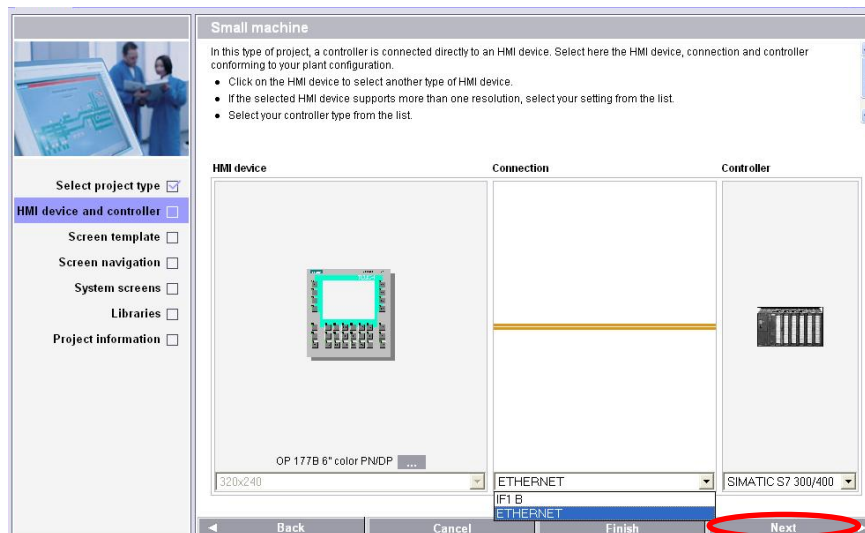 Small machine
In this type of project, a controller is connected directly to an HMI device. Select here the HMI device, connection and controller
conforming to your plant configuration.
• Click on the HMI device to select another type of HMI device.
• If the selected HMI device supports more than one resolution, select your setting from the list.
• Select your controller type from the list.
Select project type
HMI device and controller
Screen template
Screen navigation
System screens
Libraries
Project information
HMI device
Connection
Controller
OP 177B 6" color PN/DP ...
320x240
ETHERNET
SIMATIC S7 300/400
IF1 B
ETHERNET
Back
Cancel
Finish
Next